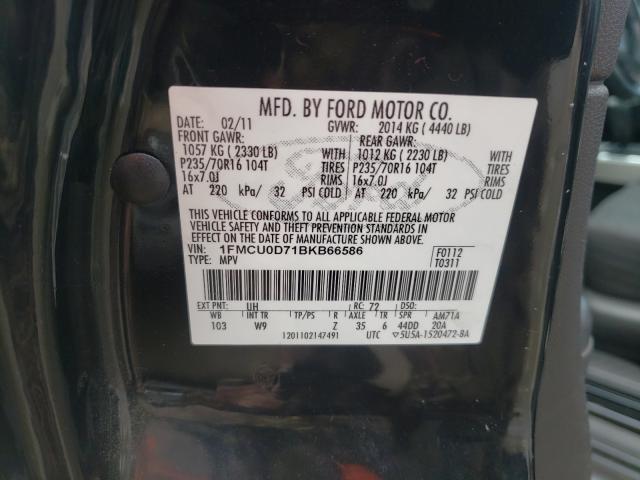 MFD. BY FORD MOTOR CO.
DATE: 02/11 GVWR: 2014 KG ( 4440 LB)
FRONT GAWR: REAR GAWR:
1057 KG ( 2330 LB) WITH 1012 KG ( 2230 LB) WITH
P235/70R16 104T TIRES P235/70R16 104T TIRES
16x7.0J RIMS 16x7.0J RIMS
AT 220 kPa/ 32 PSI COLD AT 220 kPa/ 32 PSI COLD
THIS VEHICLE CONFORMS TO ALL APPLICABLE FEDERAL MOTOR
VEHICLE SAFETY AND THEFT PREVENTION STANDARDS IN EFFECT
ON THE DATE OF MANUFACTURE SHOWN ABOVE.
VIN: 1FMCU0D71BKB66586 F0112
TYPE: MPV T0311
EXT PNT: UH RC: 72 DSO:
WB INT TR TP/PS R AXLE TR SPR AM71A
103 W9 Z 35 6 44DD 20A
1201102147491 UTC ▽5U5A-1520472-8A